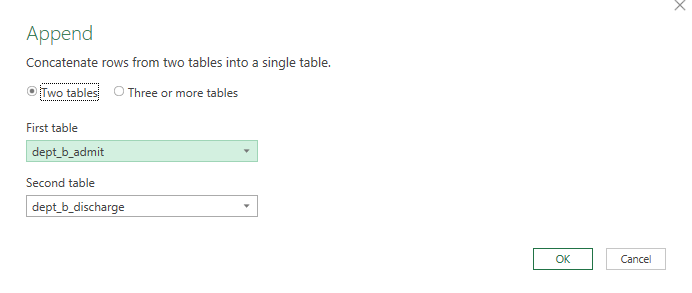 Append
Concatenate rows from two tables into a single table.
Two tables Three or more tables
First table
dept_b_admit
Second table
dept_b_discharge
OK Cancel